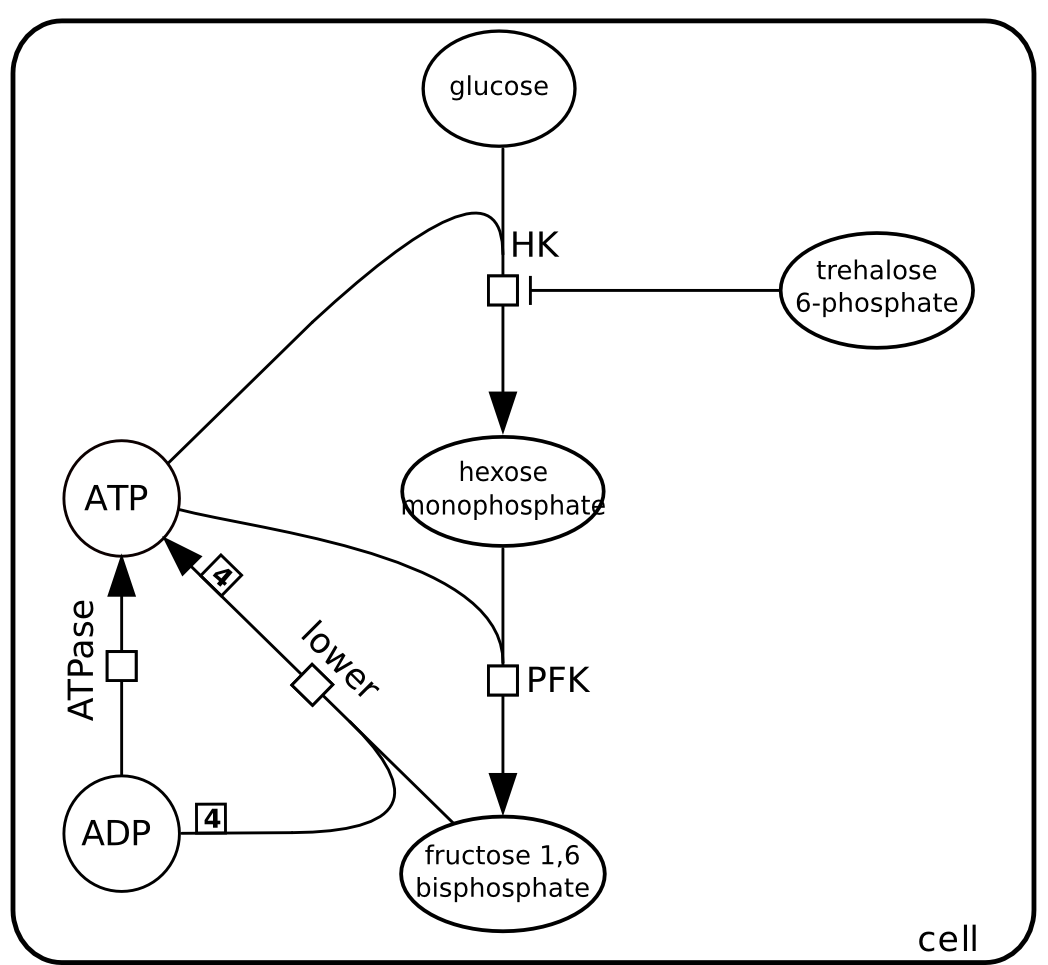 glucose
HK
trehalose
6-phosphate
hexose
monophosphate
ATP
4
lower
ATPase
PFK
4
ADP
fructose 1,6
bisphosphate
cell